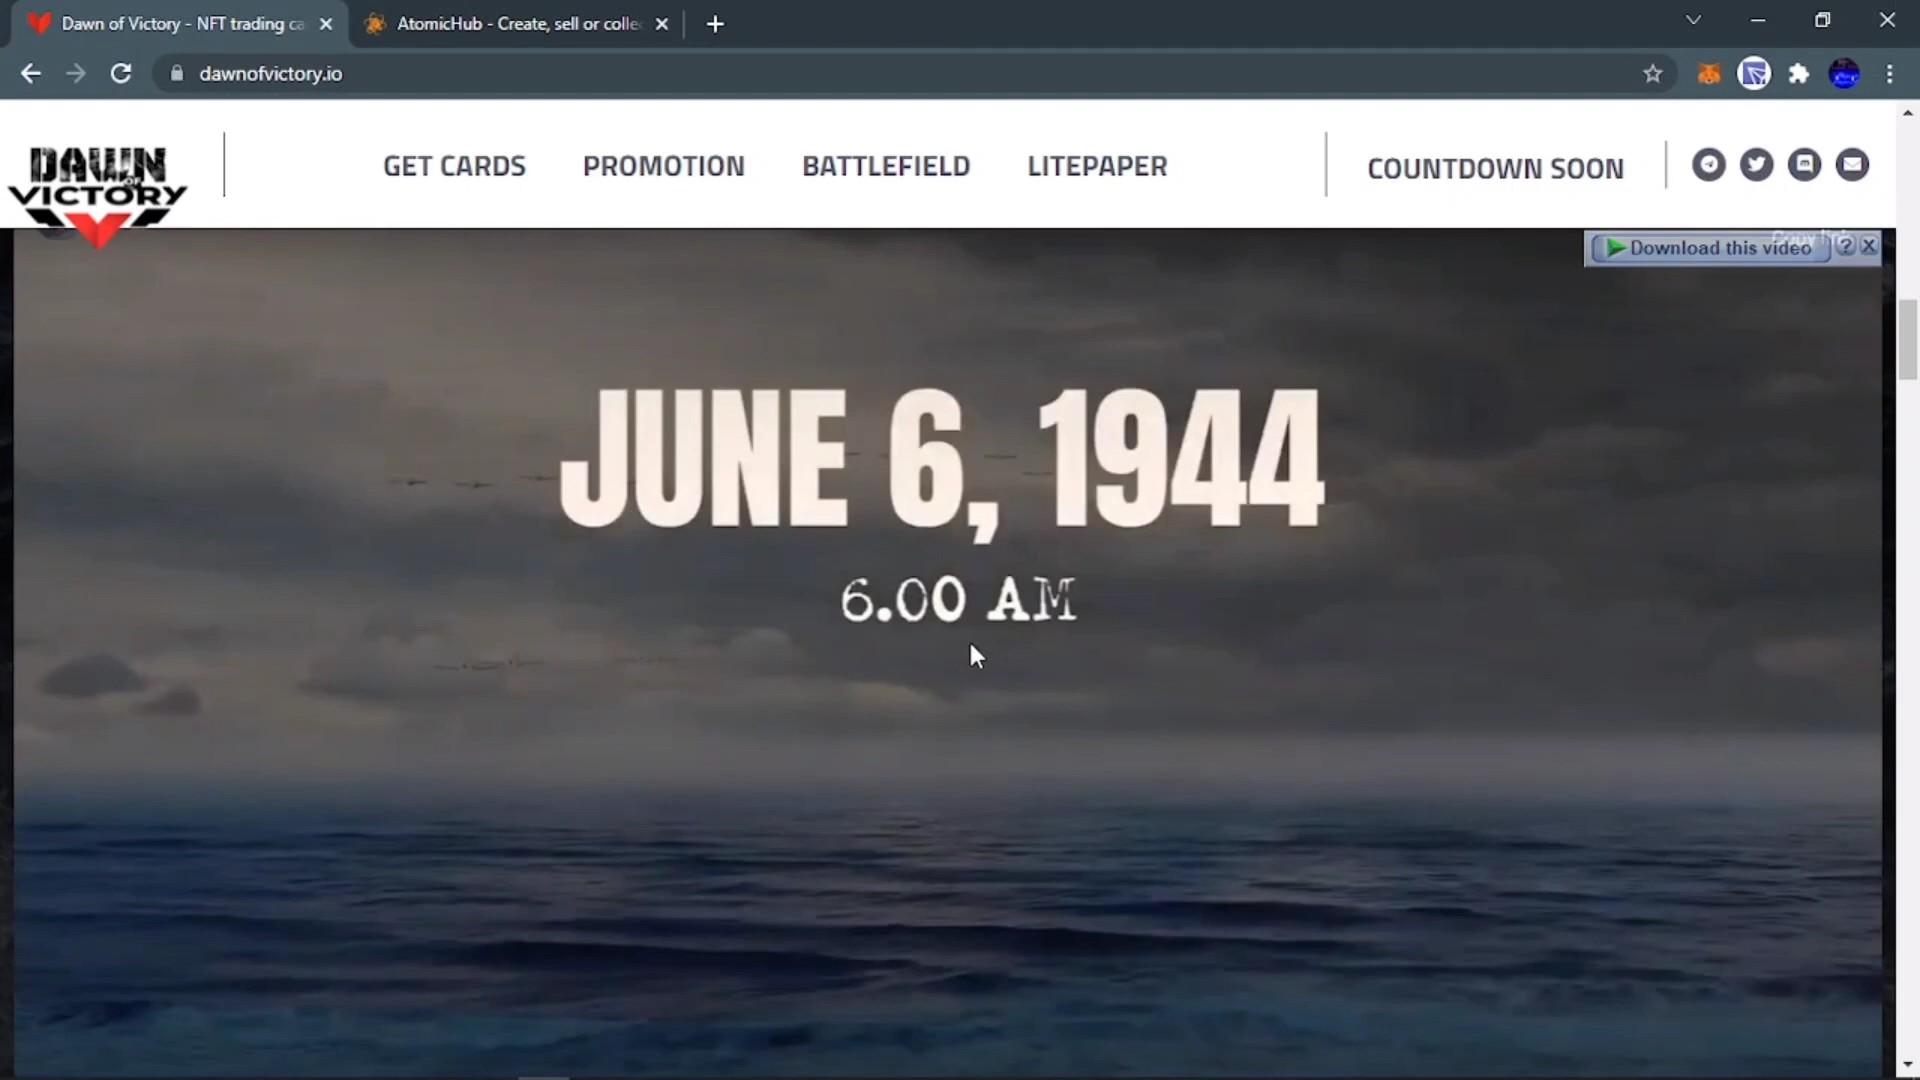 Dawn of Victory - NFT trading ca
AtomicHub - Create, sell or colle
dawnofvictory.io
DAWN OF VICTORY
GET CARDS
PROMOTION
BATTLEFIELD
LITEPAPER
COUNTDOWN SOON
Download this video
?
JUNE 6, 1944
6.00 AM